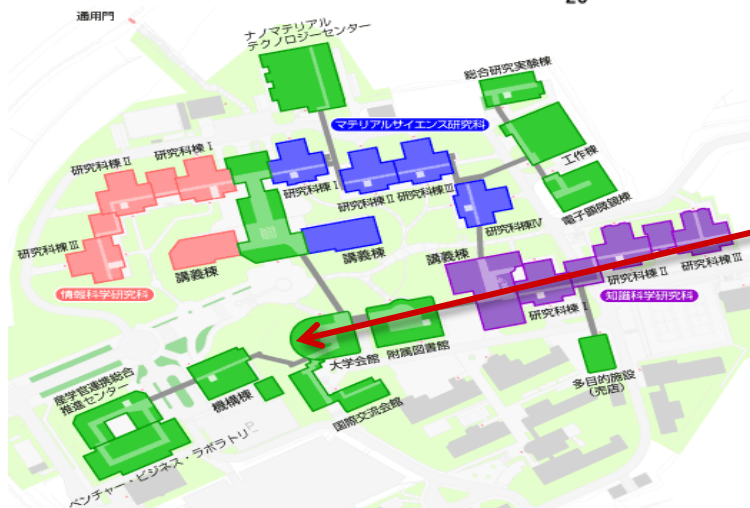 20
通用門
ナノマテリアル
テクノロジーセンター
総合研究実験棟
マテリアルサイエンス研究科
研究科棟Ⅱ
研究科棟Ⅰ
研究科棟Ⅰ
研究科棟Ⅱ
研究科棟Ⅲ
工作棟
電子顕微鏡棟
研究科棟Ⅳ
研究科棟Ⅲ
講義棟
講義棟
講義棟
研究科棟Ⅱ
研究科棟Ⅲ
情報科学研究科
研究科棟Ⅰ
知識科学研究科
大学会館
附属図書館
多目的施設
(売店)
産学官連携総合
推進センター
機構棟
国際交流会館
ベンチャー・ビジネス・ラボラトリ
P